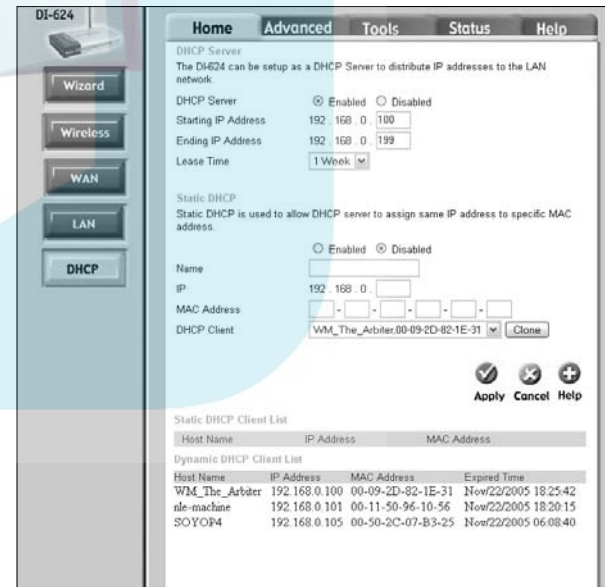 DI-624
Home Advanced Tools Status Help
Wizard
Wireless
WAN
LAN
DHCP
DHCP Server
The DI-624 can be setup as a DHCP Server to distribute IP addresses to the LAN
network.
DHCP Server Enabled Disabled
Starting IP Address 192 . 168 . 0 . 100
Ending IP Address 192 . 168 . 0 . 199
Lease Time 1 Week
Static DHCP
Static DHCP is used to allow DHCP server to assign same IP address to specific MAC
address.
Enabled Disabled
Name
IP 192 . 168 . 0 .
MAC Address - - - - -
DHCP Client WM_The_Arbiter,00-09-2D-82-1E-31 Clone
Apply Cancel Help
Static DHCP Client List
Host Name IP Address MAC Address
Dynamic DHCP Client List
Host Name IP Address MAC Address Expired Time
WM_The_Arbiter 192.168.0.100 00-09-2D-82-1E-31 Nov/22/2005 18:25:42
nle-machine 192.168.0.101 00-11-50-96-10-56 Nov/22/2005 18:20:15
SOYOP4 192.168.0.105 00-50-2C-07-B3-25 Nov/22/2005 06:08:40